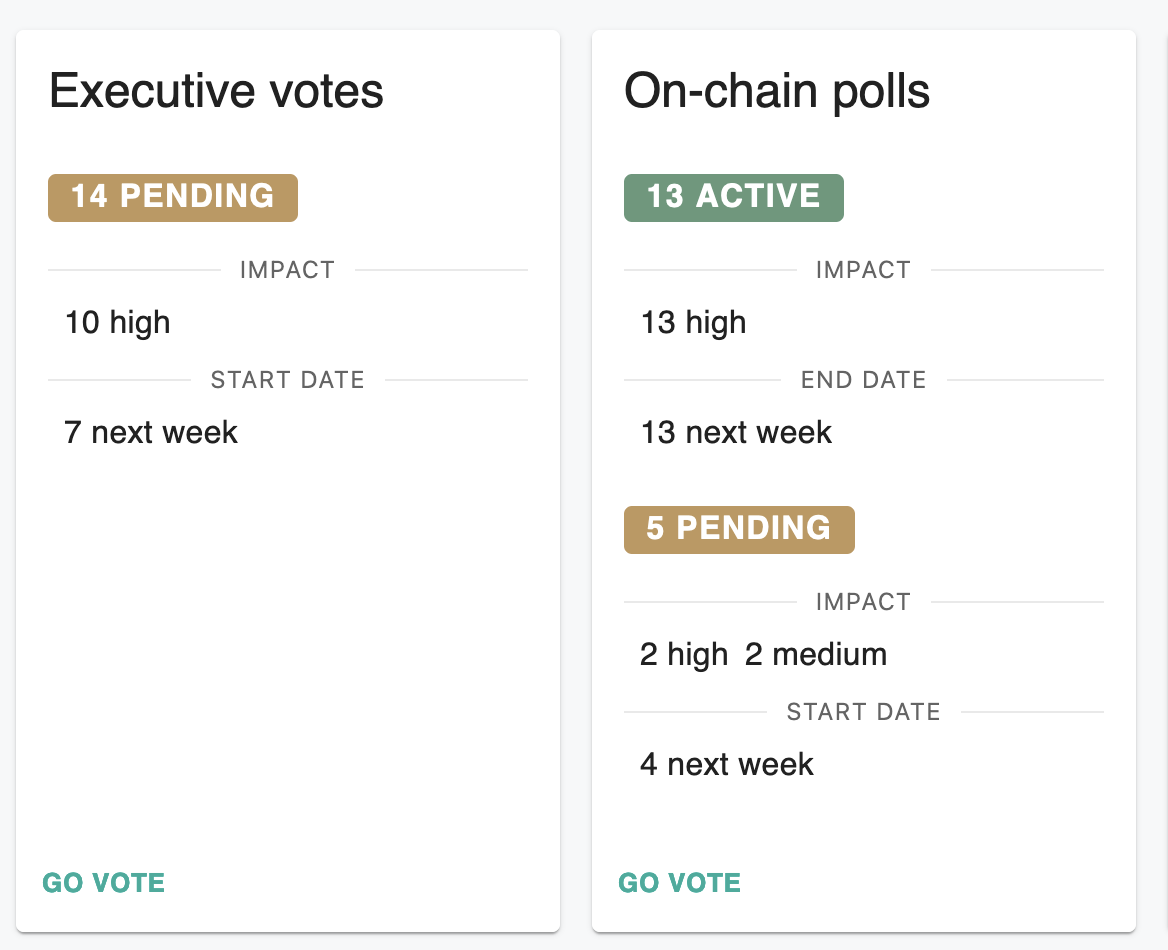 Executive votes
14 PENDING
IMPACT
10 high
START DATE
7 next week
GO VOTE
On-chain polls
13 ACTIVE
IMPACT
13 high
END DATE
13 next week
5 PENDING
IMPACT
2 high 2 medium
START DATE
4 next week
GO VOTE